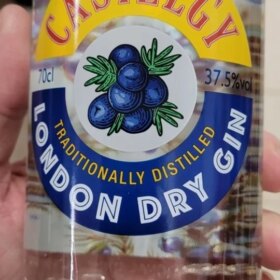 CASTELGY
70cl
37.5%vol
TRADITIONALLY DISTILLED
LONDON DRY GIN